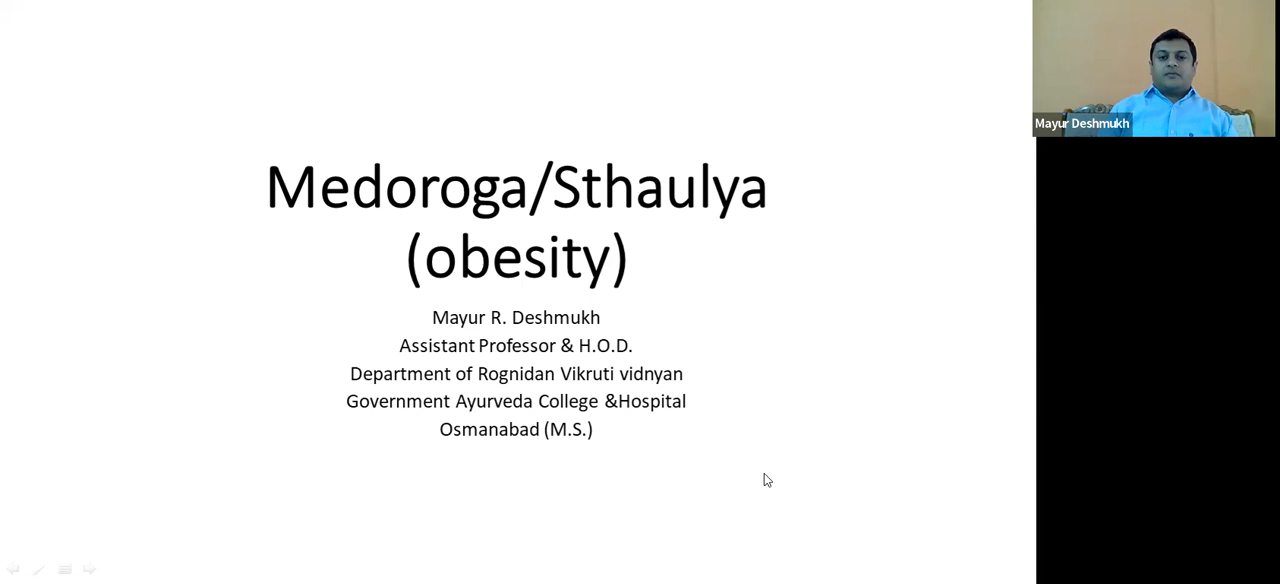 Medoroga/Sthaulya
(obesity)
Mayur R. Deshmukh
Assistant Professor & H.O.D.
Department of Rognidan Vikruti vidnyan
Government Ayurveda College &Hospital
Osmanabad (M.S.)
Mayur Deshmukh